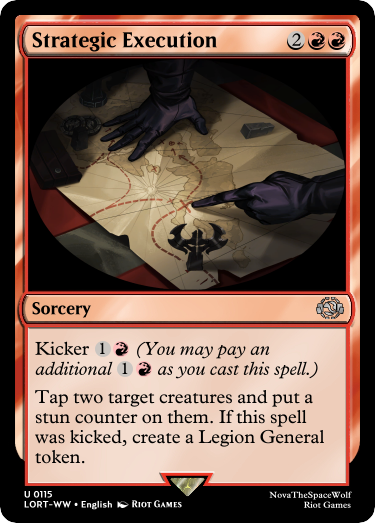 Strategic Execution 2
Sorcery
Kicker 1 (You may pay an
additional 1 as you cast this spell.)
Tap two target creatures and put a
stun counter on them. If this spell
was kicked, create a Legion General
token.
U 0115
LORT-WW • English RIOT GAMES
NovaTheSpaceWolf
Riot Games